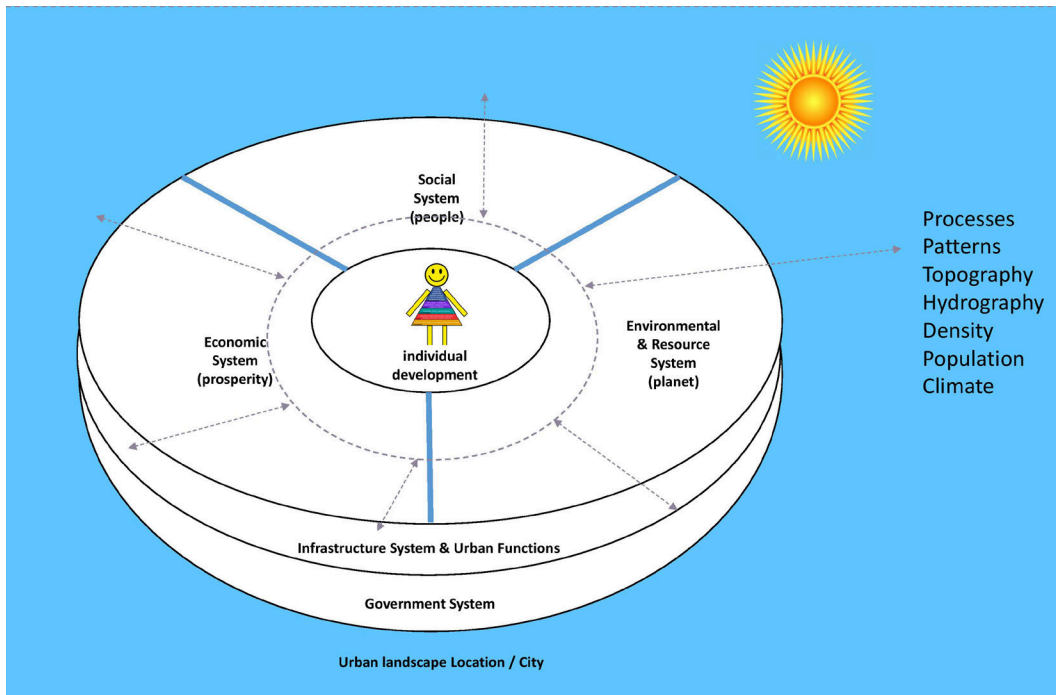 Social
System
(people)
Processes
Patterns
Topography
Hydrography
Density
Population
Climate
Economic
System
(prosperity)
individual
development
Environmental
& Resource
System
(planet)
Infrastructure System & Urban Functions
Government System
Urban landscape Location / City